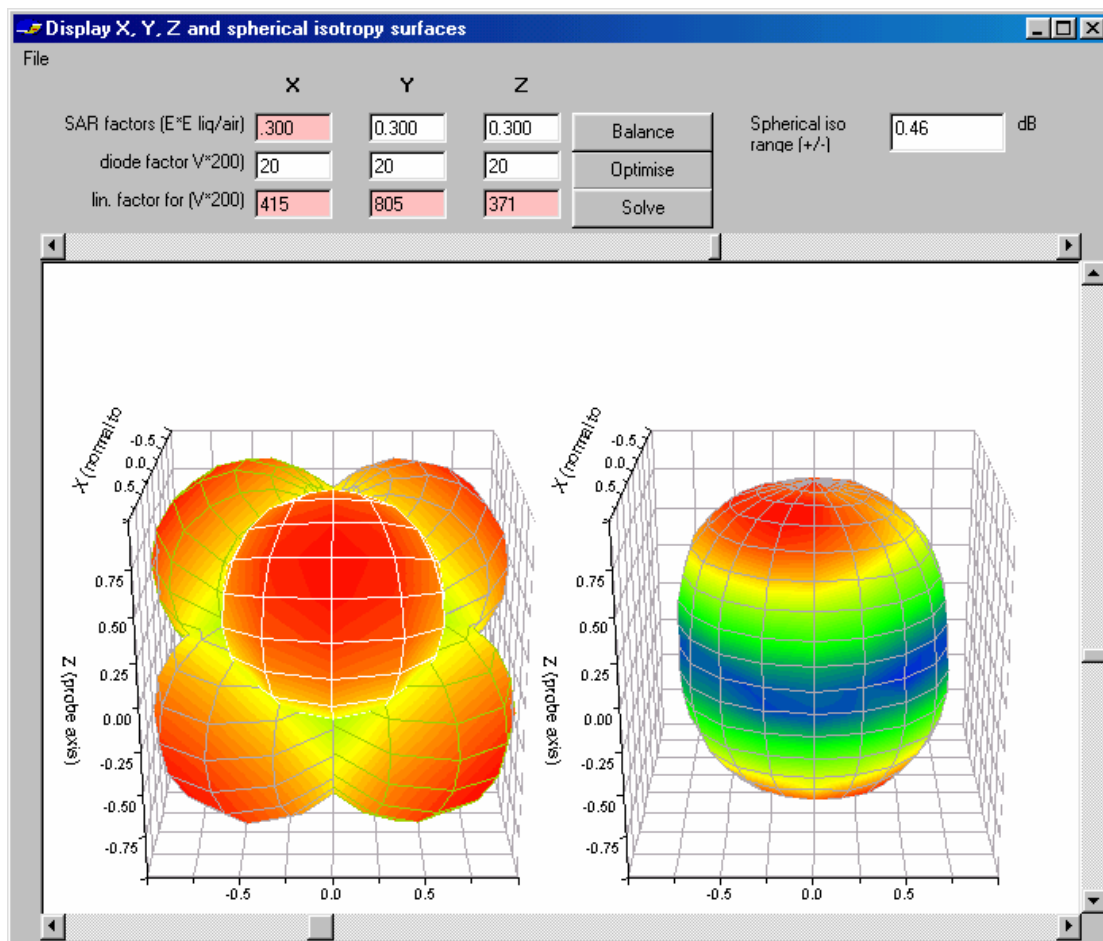 Display X, Y, Z and spherical isotropy surfaces
File
X Y Z
SAR factors (E*E liq/air) .300 0.300 0.300 Balance Spherical iso 0.46 dB
range (+/-)
diode factor V*200) 20 20 20 Optimise
lin. factor for (V*200) 415 805 371 Solve
X (normal to
-0.5
0.0
0.5
0.75
0.50
0.25
0.00
-0.25
-0.50
-0.75
Z (probe axis)
-0.5 0.0 0.5
X (normal to
-0.5
0.0
0.5
0.75
0.50
0.25
0.00
-0.25
-0.50
-0.75
Z (probe axis)
-0.5 0.0 0.5